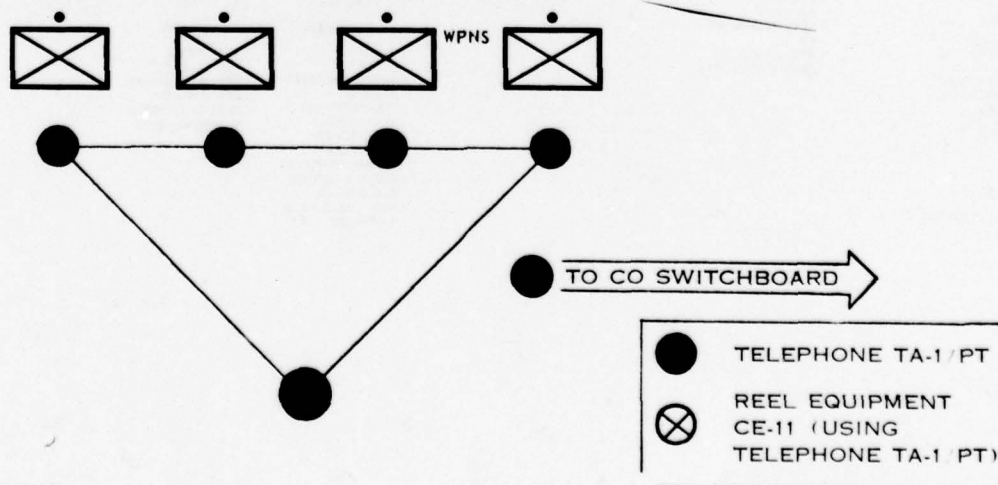 WPNS
TO CO SWITCHBOARD
TELEPHONE TA-1/PT
REEL EQUIPMENT
CE-11 (USING
TELEPHONE TA-1/PT)